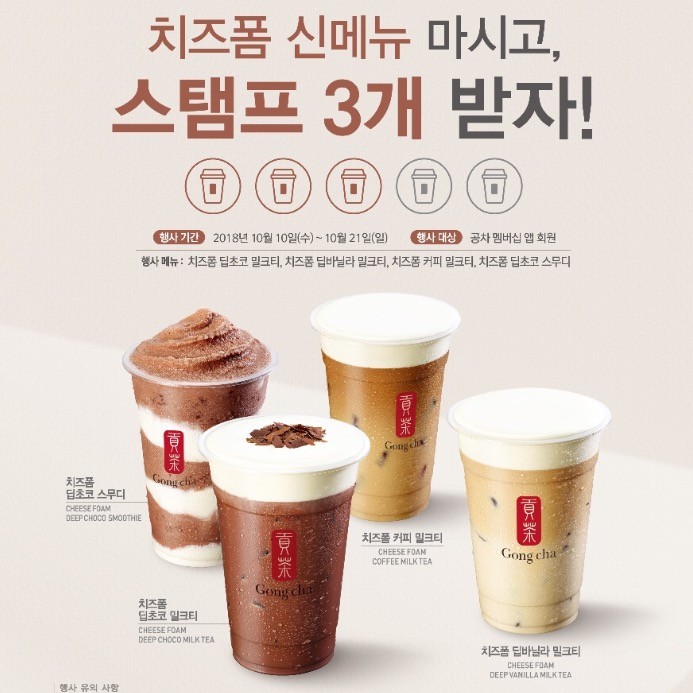 치즈폼 신메뉴 마시고,
스탬프 3개 받자!
행사 기간 2018년 10월 10일(수) ~ 10월 21일(일) 행사 대상 공차 멤버십 앱 회원
행사 메뉴 : 치즈폼 딥초코 밀크티, 치즈폼 딥바닐라 밀크티, 치즈폼 커피 밀크티, 치즈폼 딥초코 스무디
貢茶
Gong cha
치즈폼
딥초코 스무디
CHEESE FOAM
DEEP CHOCO SMOOTHIE
貢茶
Gong cha
치즈폼 커피 밀크티
CHEESE FOAM
COFFEE MILK TEA
貢茶
Gong cha
치즈폼
딥초코 밀크티
CHEESE FOAM
DEEP CHOCO MILK TEA
貢茶
Gong cha
치즈폼 딥바닐라 밀크티
CHEESE FOAM
DEEP VANILLA MILK TEA
행사 유의 사항